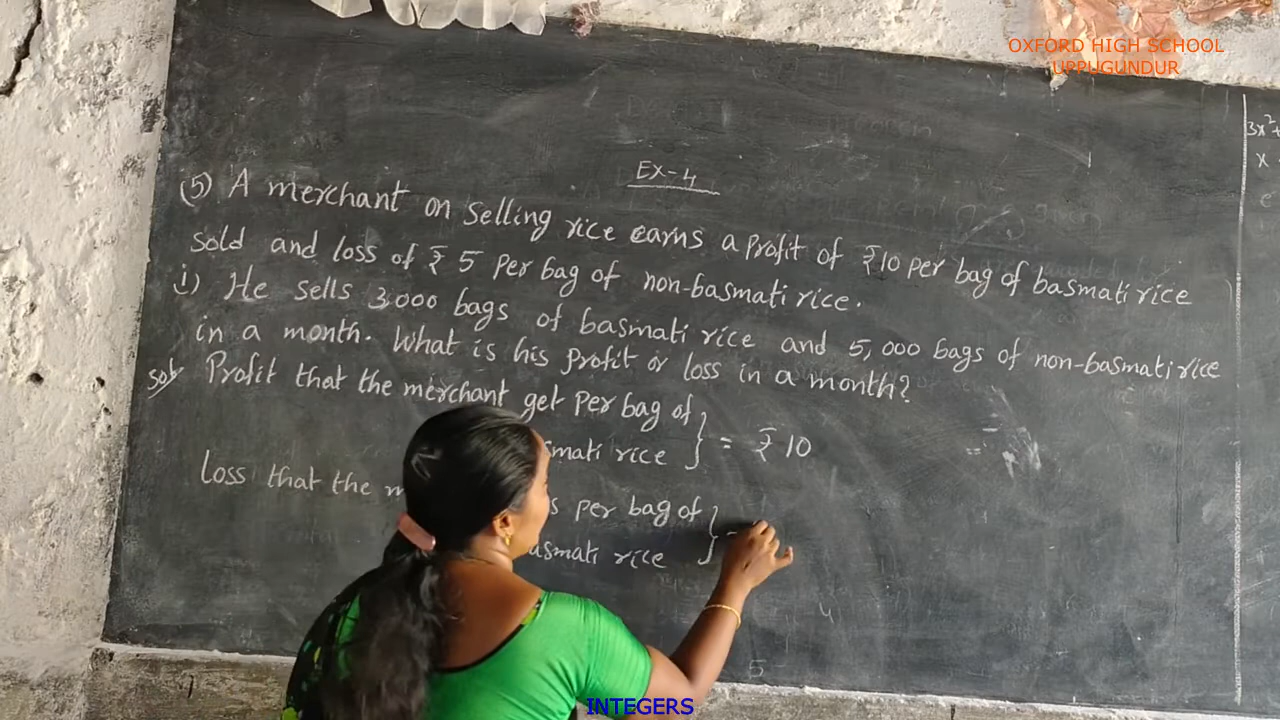 OXFORD HIGH SCHOOL
UPPUGUNDUR
Ex-4
(5) A merchant on selling rice earns a profit of ₹10 per bag of basmati rice
sold and loss of ₹ 5 per bag of non-basmati rice.
i) He sells 3000 bags of basmati rice and 5,000 bags of non-basmati rice
in a month. What is his profit or loss in a month?
Sol: Profit that the merchant get per bag of
smati rice } = ₹ 10
Loss that the m s per bag of
asmati rice }
5
3x²+
x
e
INTEGERS